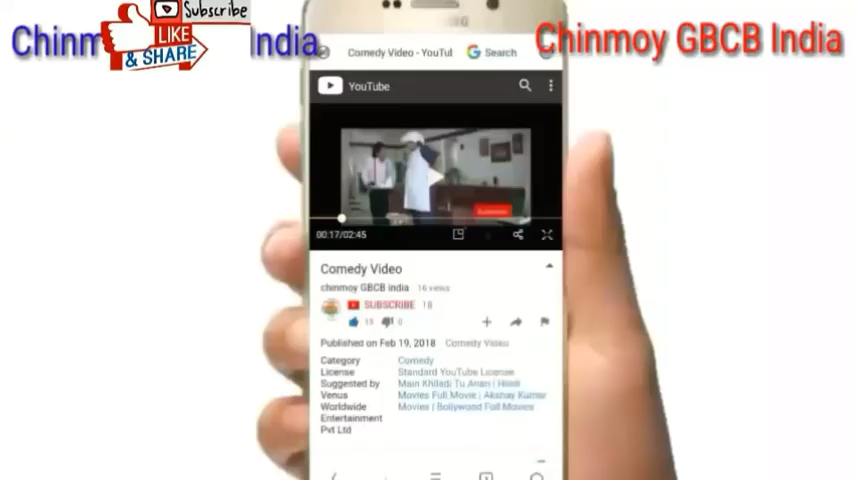 Subscribe
Chinm India
LIKE
& SHARE
Chinmoy GBCB India
Comedy Video - YouTul
Search
YouTube
00:17/02:45
Comedy Video
chinmoy GBCB india 16 views
SUBSCRIBE 18
15 0
Published on Feb 19, 2018 Comedy Video
Category Comedy
License Standard YouTube License
Suggested by Main Khiladi Tu Anari | Hindi
Venus Movies Full Movie | Akshay Kumar
Worldwide Movies | Bollywood Full Movies
Entertainment
Pvt Ltd